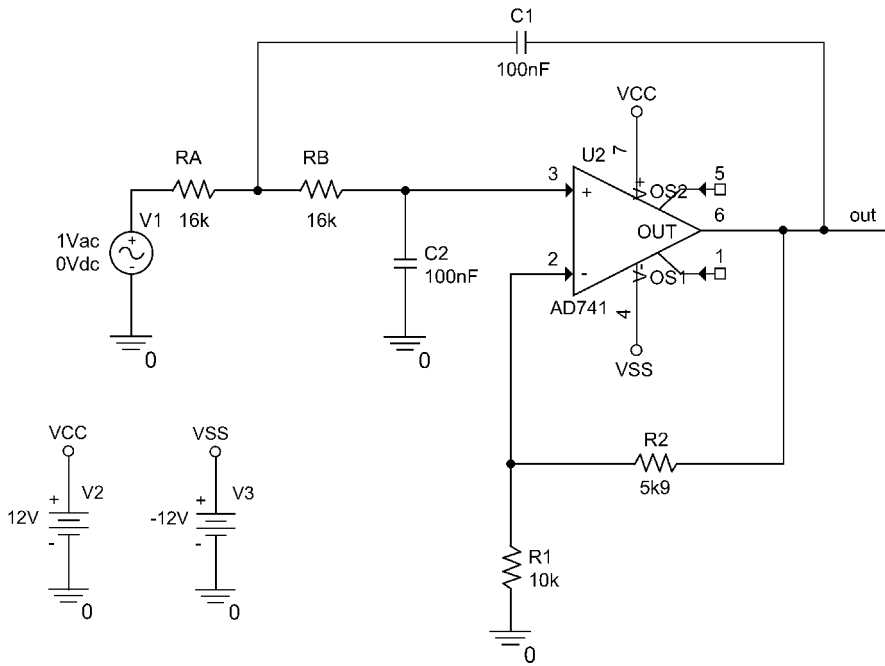 C1
100nF
VCC
7
U2
V+
5
OS2
RA
RB
3
+
6
out
16k
16k
V1
OUT
1Vac
0Vdc
+
-
C2
100nF
2
-
1
V-
OS1
AD741
4
0
0
VSS
VCC
VSS
R2
5k9
+
V2
12V
-
+
V3
-12V
-
R1
10k
0
0
0